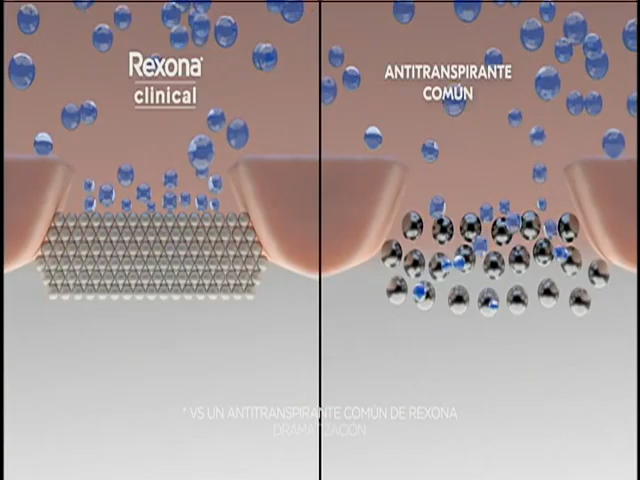 Rexona
clinical
ANTITRANSPIRANTE
COMÚN
* VS UN ANTITRANSPIRANTE COMÚN DE REXONA
DRAMATIZACIÓN